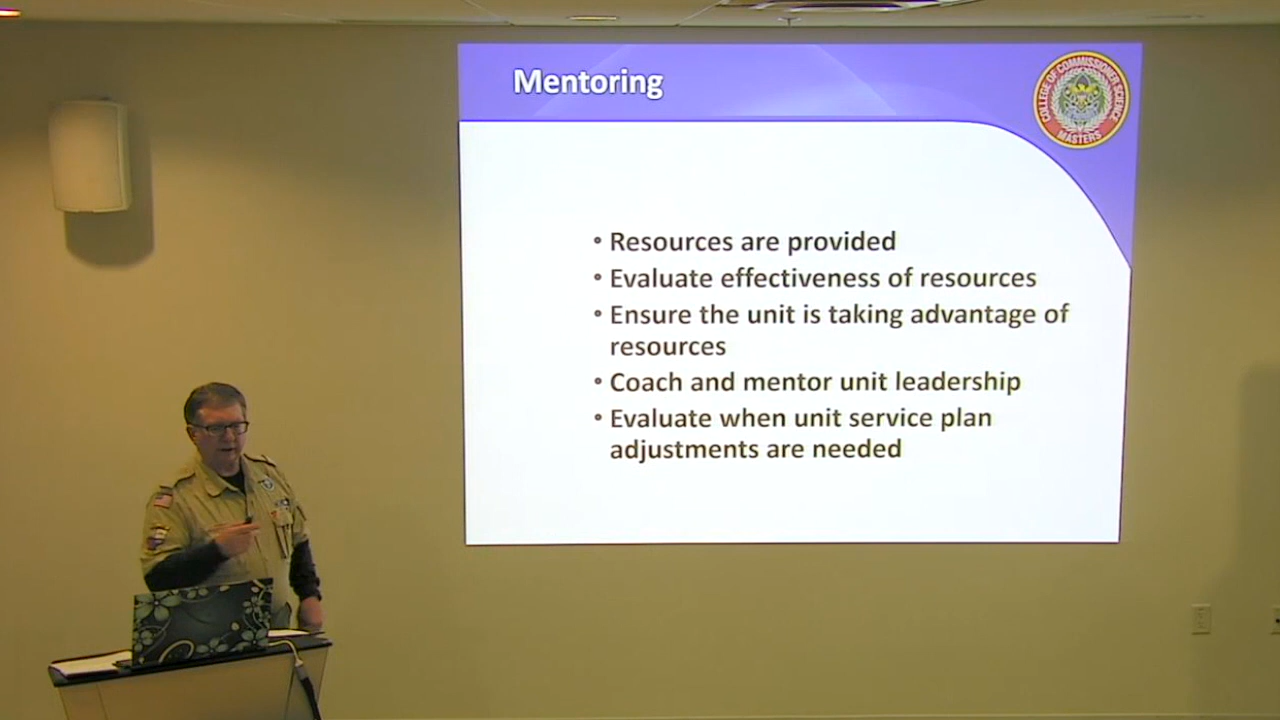 Mentoring
COLLEGE OF COMMISSIONER SCIENCE
MASTERS
• Resources are provided
• Evaluate effectiveness of resources
• Ensure the unit is taking advantage of
resources
• Coach and mentor unit leadership
• Evaluate when unit service plan
adjustments are needed